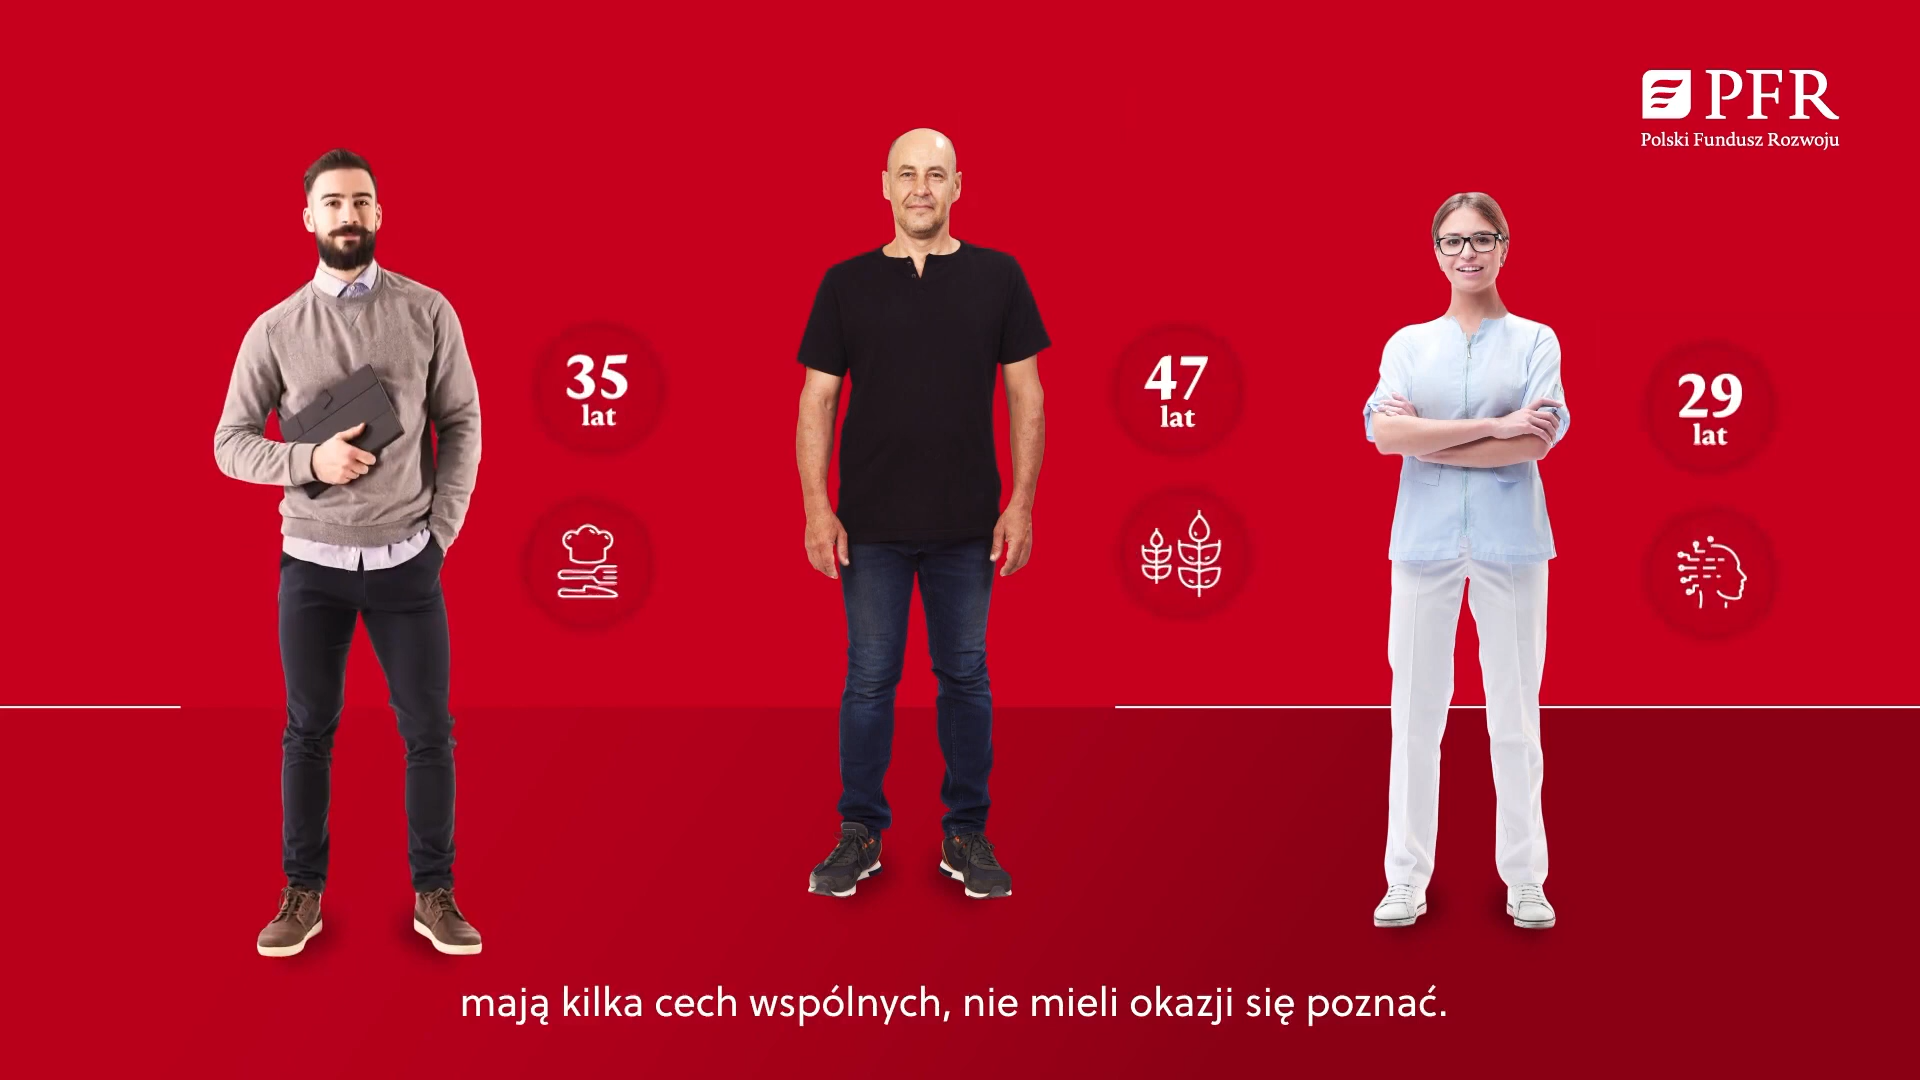 PFR
Polski Fundusz Rozwoju
35
lat
47
lat
29
lat
mają kilka cech wspólnych, nie mieli okazji się poznać.